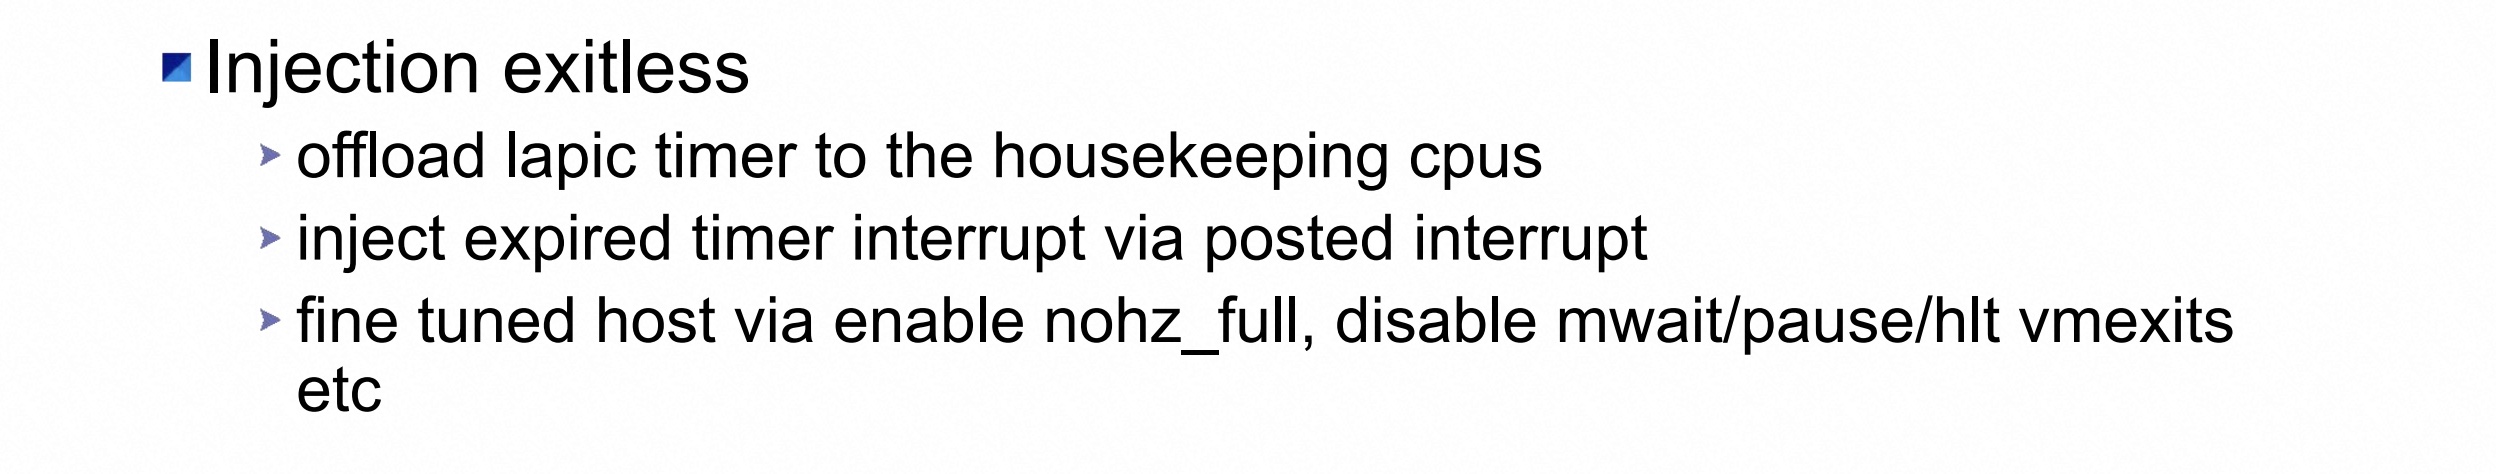 Injection exitless
offload lapic timer to the housekeeping cpus
inject expired timer interrupt via posted interrupt
fine tuned host via enable nohz_full, disable mwait/pause/hlt vmexits
etc